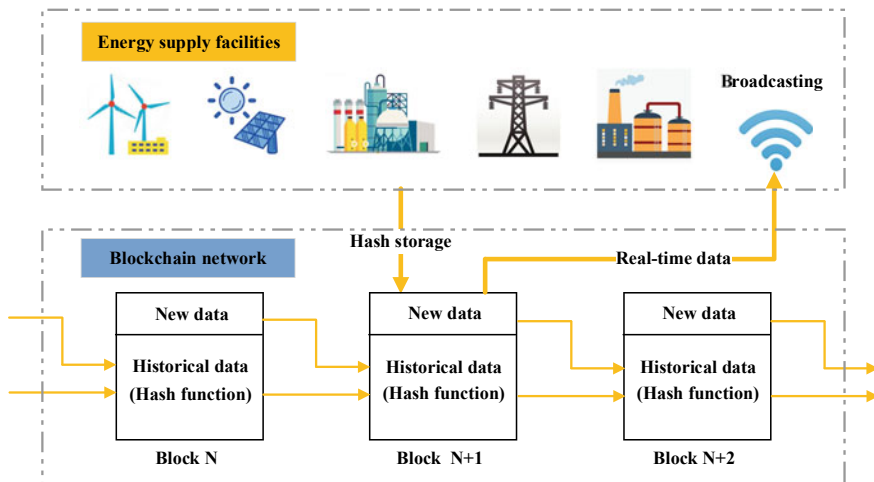 Energy supply facilities
Broadcasting
Hash storage
Blockchain network
Real-time data
New data
New data
New data
Historical data
(Hash function)
Historical data
(Hash function)
Historical data
(Hash function)
Block N
Block N+1
Block N+2